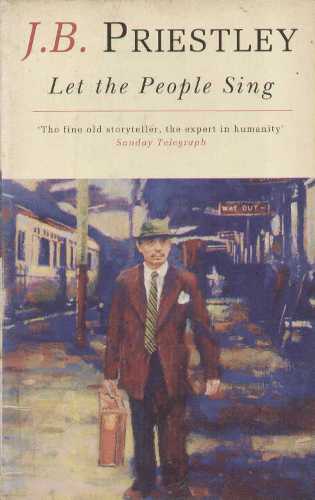 J.B. PRIESTLEY
Let the People Sing
'The fine old storyteller, the expert in humanity'
Sunday Telegraph
WAY OUT